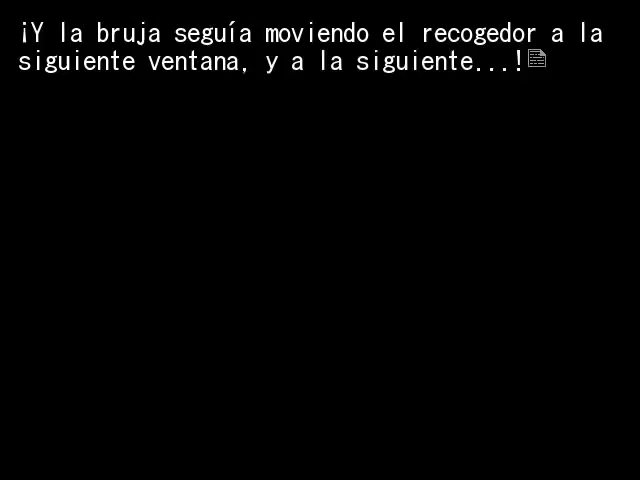 ¡Y la bruja seguía moviendo el recogedor a la
siguiente ventana, y a la siguiente...!